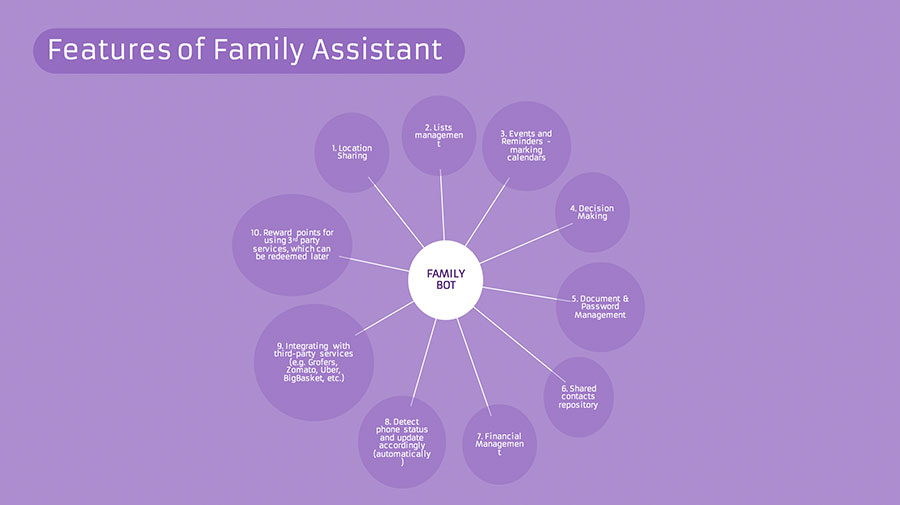 Features of Family Assistant
1. Location
Sharing
2. Lists
managemen
t
3. Events and
Reminders -
marking
calendars
4. Decision
Making
5. Document &
Password
Management
6. Shared
contacts
repository
7. Financial
Managemen
t
8. Detect
phone status
and update
accordingly
(automatically
)
9. Integrating with
third-party services
(e.g. Grofers,
Zomato, Uber,
BigBasket, etc.)
10. Reward points for
using 3rd party
services, which can
be redeemed later
FAMILY
BOT